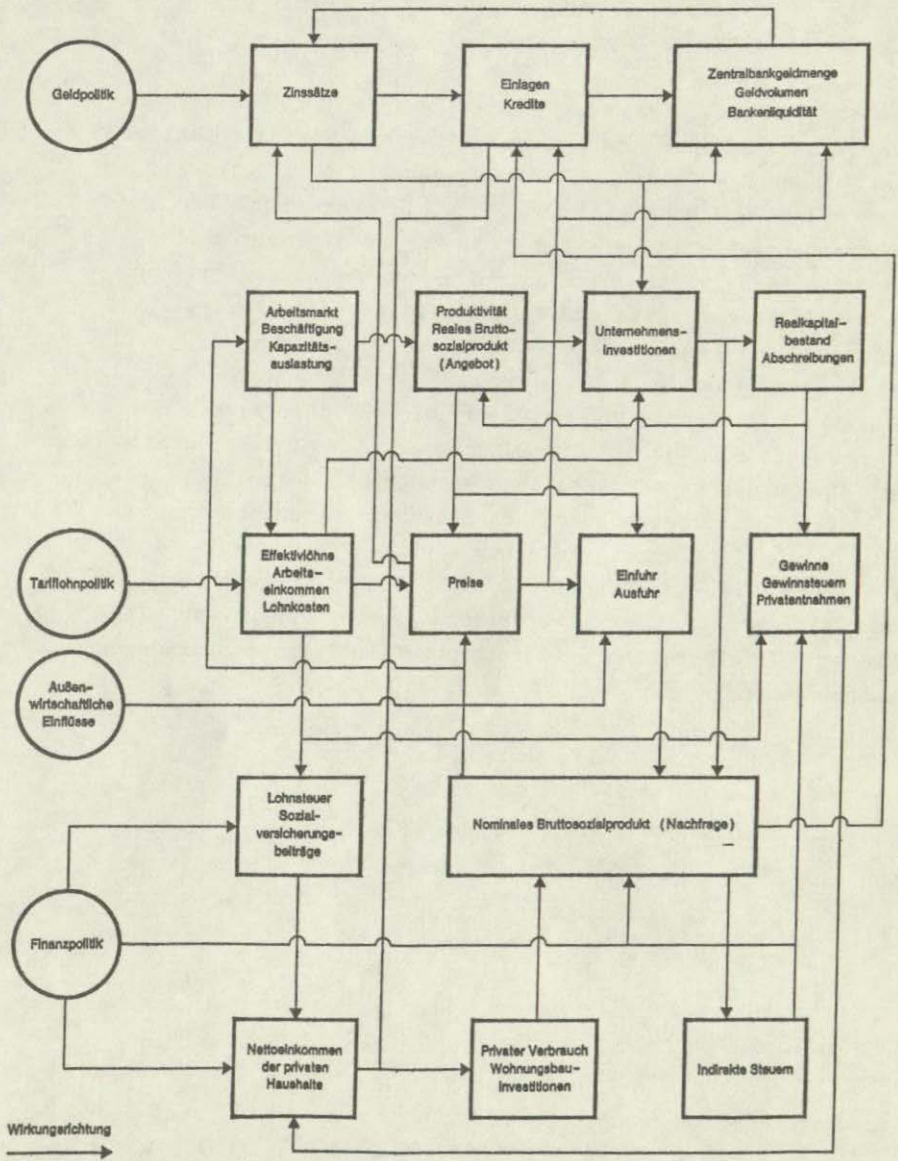 Geldpolitik
Zinssätze
Einlagen
Kredite
Zentralbankgeldmenge
Geldvolumen
Bankenliquidität
Arbeitsmarkt
Beschäftigung
Kapazitäts-
auslastung
Produktivität
Reales Brutto-
sozialprodukt
(Angebot)
Unternehmens-
investitionen
Realkapital-
bestand
Abschreibungen
Tariflohnpolitik
Effektivlöhne
Arbeits-
einkommen
Lohnkosten
Preise
Einfuhr
Ausfuhr
Gewinne
Gewinnsteuern
Privatentnahmen
Außen-
wirtschaftliche
Einflüsse
Lohnsteuer
Sozial-
versicherungs-
beiträge
Nominales Bruttosozialprodukt (Nachfrage)
Finanzpolitik
Nettoeinkommen
der privaten
Haushalte
Privater Verbrauch
Wohnungsbau-
investitionen
Indirekte Steuern
Wirkungsrichtung